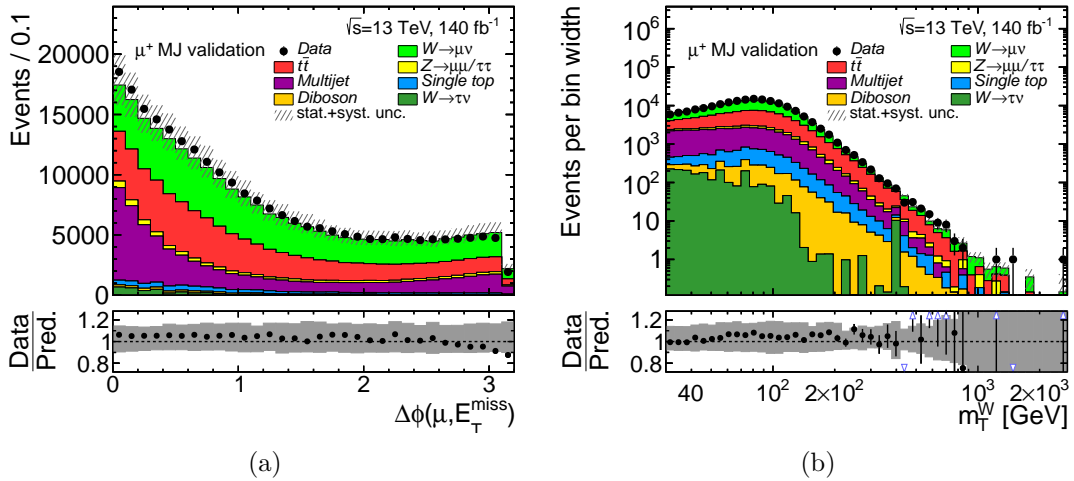 √s=13 TeV, 140 fb⁻¹
μ⁺ MJ validation
Data
tt̄
Multijet
Diboson
W→μν
Z→μμ/ττ
Single top
W→τν
stat.+syst. unc.
Events / 0.1
20000
15000
10000
5000
0
Data
Pred.
1.2
1
0.8
0 1 2 3
Δϕ(μ,E_T^miss)
(a)
√s=13 TeV, 140 fb⁻¹
μ⁺ MJ validation
Data
tt̄
Multijet
Diboson
W→μν
Z→μμ/ττ
Single top
W→τν
stat.+syst. unc.
Events per bin width
10⁶
10⁵
10⁴
10³
10²
10
1
Data
Pred.
1.2
1
0.8
40 10² 2×10² 10³ 2×10³
m_T^W [GeV]
(b)